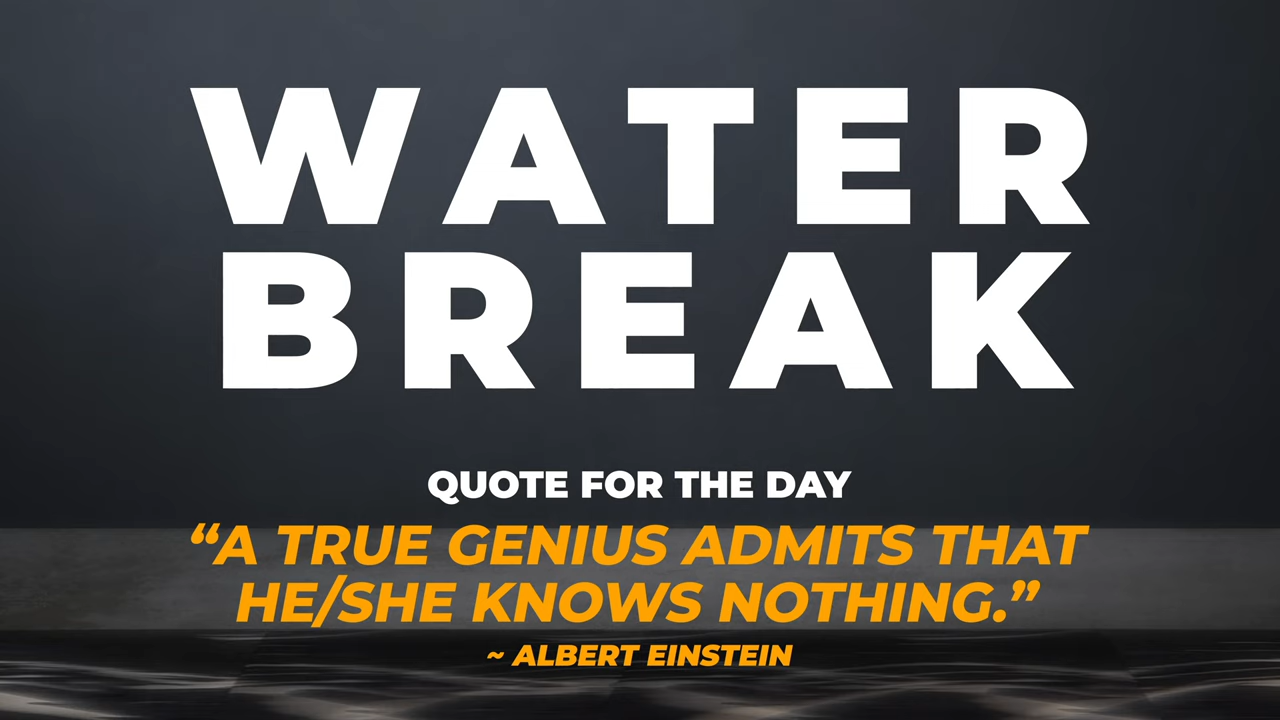 WATER
BREAK
QUOTE FOR THE DAY
“A TRUE GENIUS ADMITS THAT
HE/SHE KNOWS NOTHING.”
~ ALBERT EINSTEIN